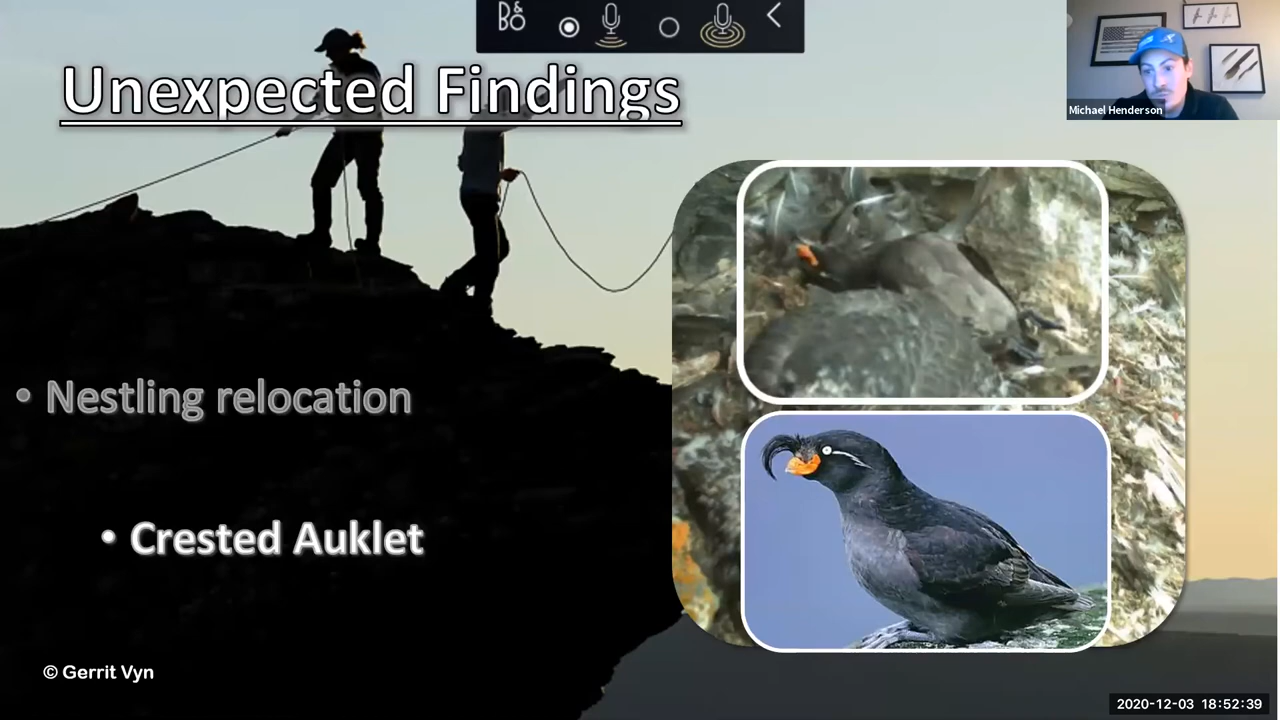 B&O
Unexpected Findings
Michael Henderson
• Nestling relocation
• Crested Auklet
© Gerrit Vyn
2020-12-03 18:52:39